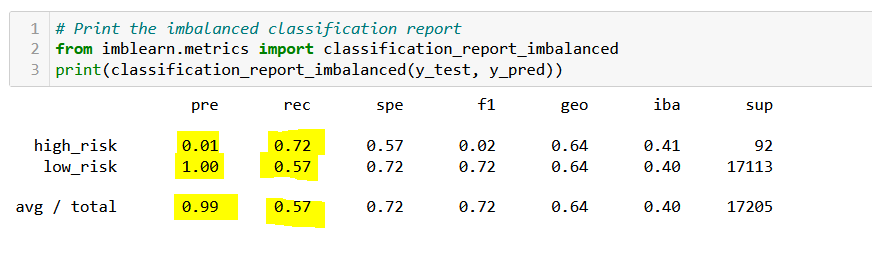 1 # Print the imbalanced classification report
2 from imblearn.metrics import classification_report_imbalanced
3 print(classification_report_imbalanced(y_test, y_pred))
pre rec spe f1 geo iba sup
high_risk 0.01 0.72 0.57 0.02 0.64 0.41 92
low_risk 1.00 0.57 0.72 0.72 0.64 0.40 17113
avg / total 0.99 0.57 0.72 0.72 0.64 0.40 17205